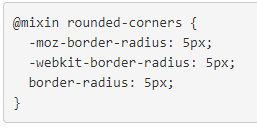 @mixin rounded-corners {
  -moz-border-radius: 5px;
  -webkit-border-radius: 5px;
  border-radius: 5px;
}